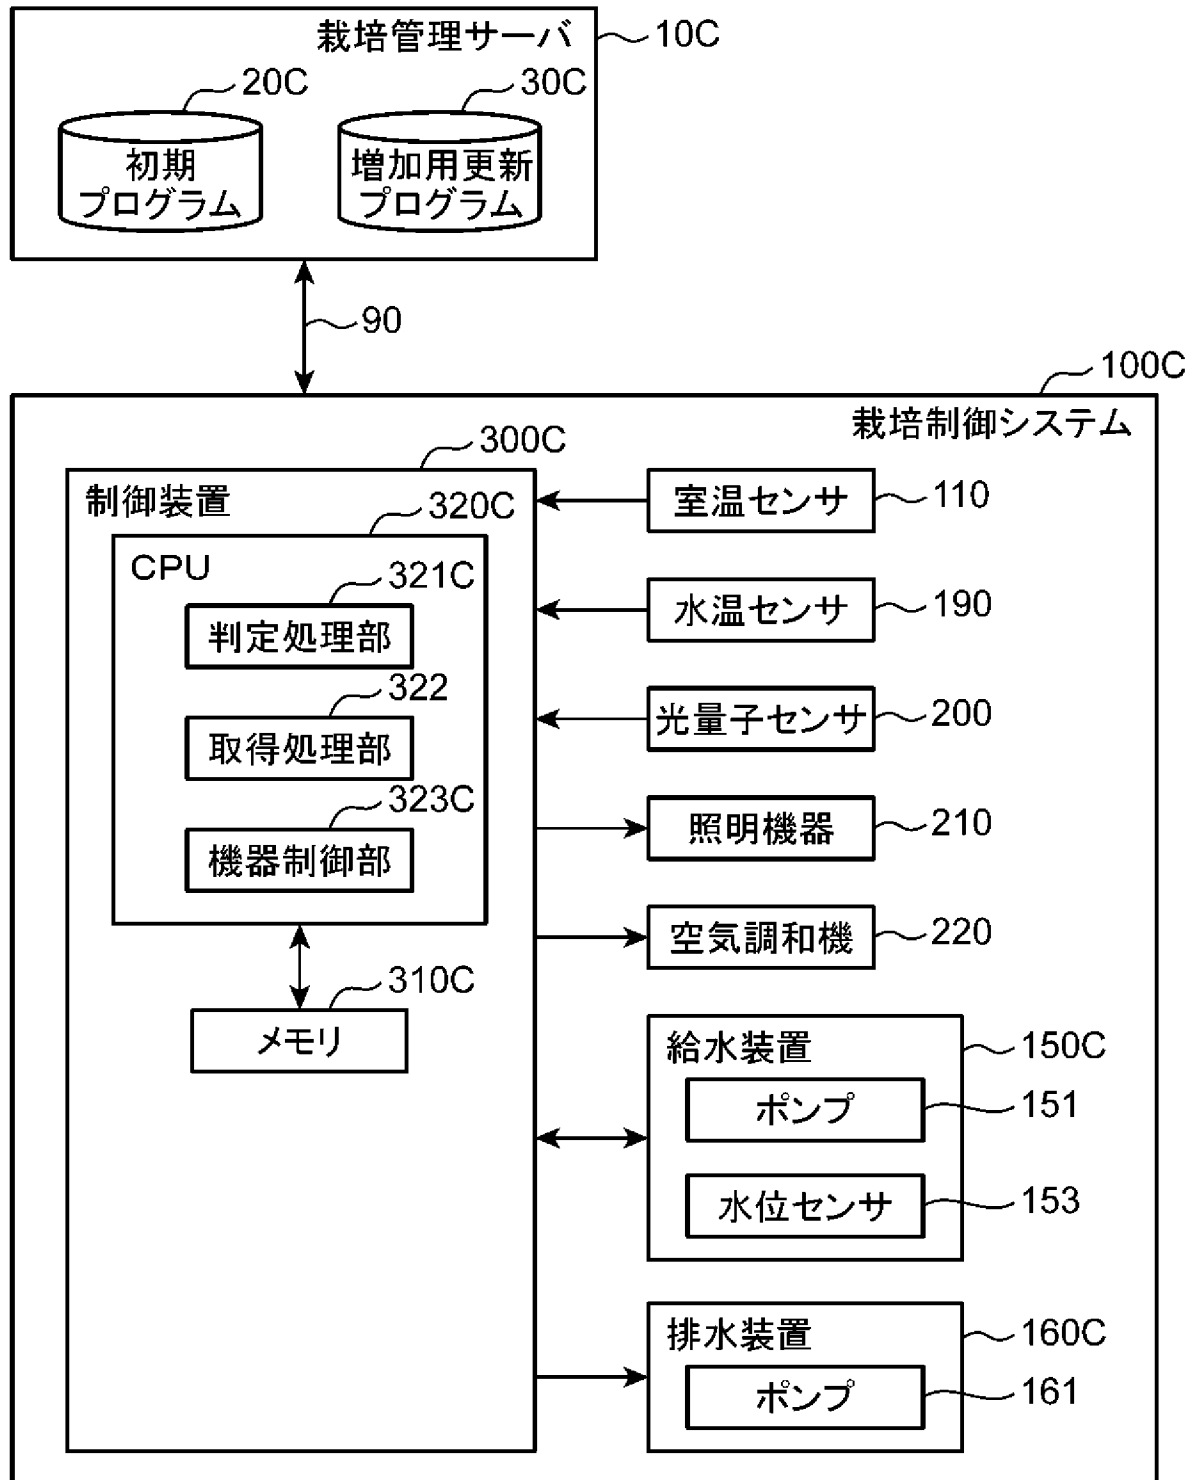 栽培管理サーバ
10C
20C
30C
初期
プログラム
増加用更新
プログラム
90
100C
栽培制御システム
300C
制御装置
320C
CPU
321C
判定処理部
322
取得処理部
323C
機器制御部
310C
メモリ
室温センサ
110
水温センサ
190
光量子センサ
200
照明機器
210
空気調和機
220
給水装置
150C
ポンプ
151
水位センサ
153
排水装置
160C
ポンプ
161